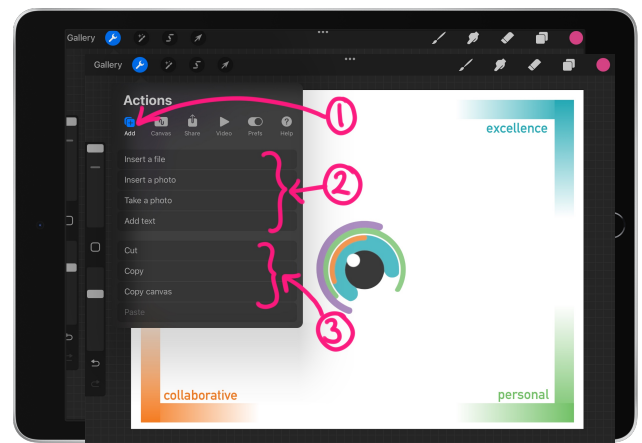 Gallery
Gallery
Actions
Add Canvas Share Video Prefs Help
1
Insert a file
Insert a photo
Take a photo
Add text
2
Cut
Copy
Copy canvas
Paste
3
excellence
collaborative
personal